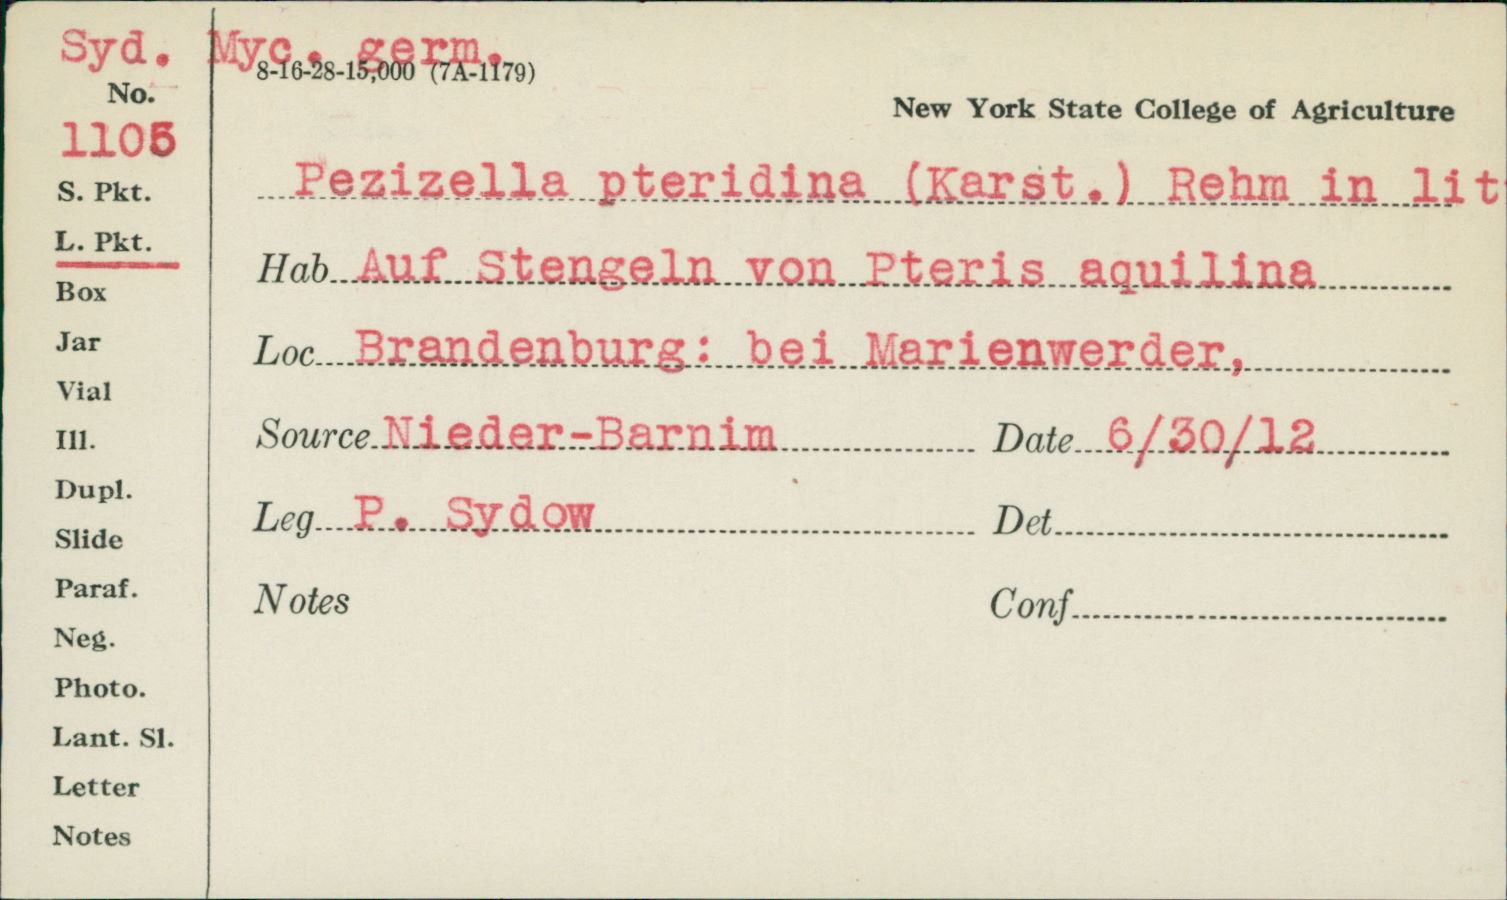 Syd. Myc. germ.
8-16-28-15,000 (7A-1179)
No.
1105
New York State College of Agriculture
S. Pkt.
Pezizella pteridina (Karst.) Rehm in lit
L. Pkt.
Hab Auf Stengeln von Pteris aquilina
Box
Jar
Loc Brandenburg: bei Marienwerder,
Vial
Ill.
Source Nieder-Barnim Date 6/30/12
Dupl.
Leg P. Sydow Det
Slide
Paraf.
Notes Conf
Neg.
Photo.
Lant. Sl.
Letter
Notes